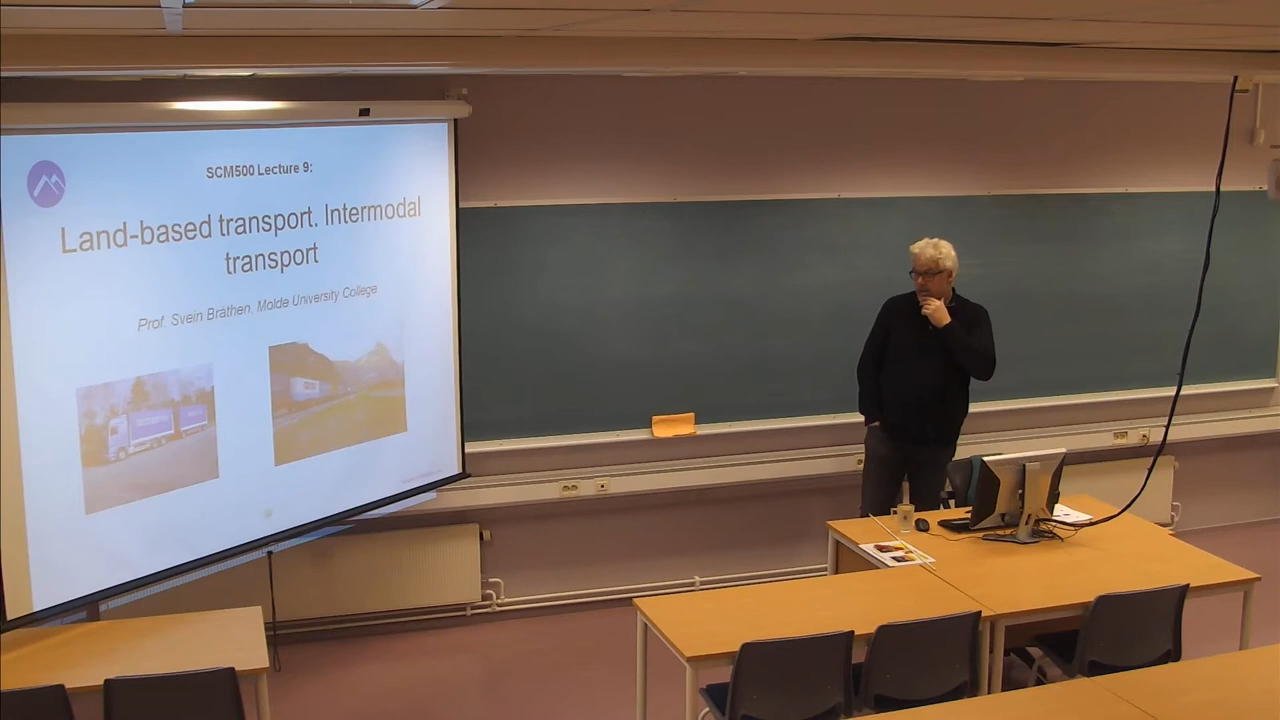 SCM500 Lecture 9:
Land-based transport. Intermodal
transport
Prof. Svein Bråthen, Molde University College